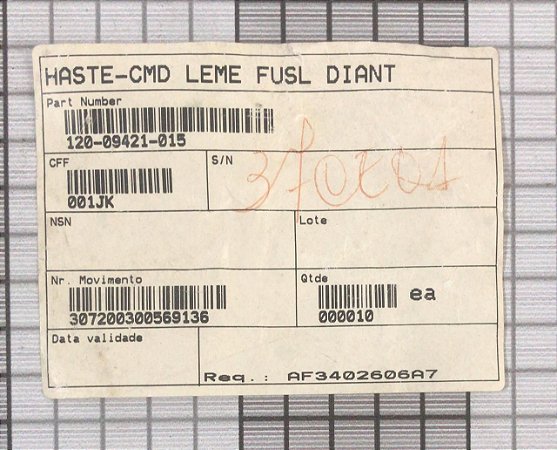 HASTE-CMD LEME FUSL DIANT
Part Number
120-09421-015
CFF
S/N
001JK
NSN
Lote
Nr. Movimento
Qtde
ea
307200300569136
000010
Data validade
Req.: AF3402606A7